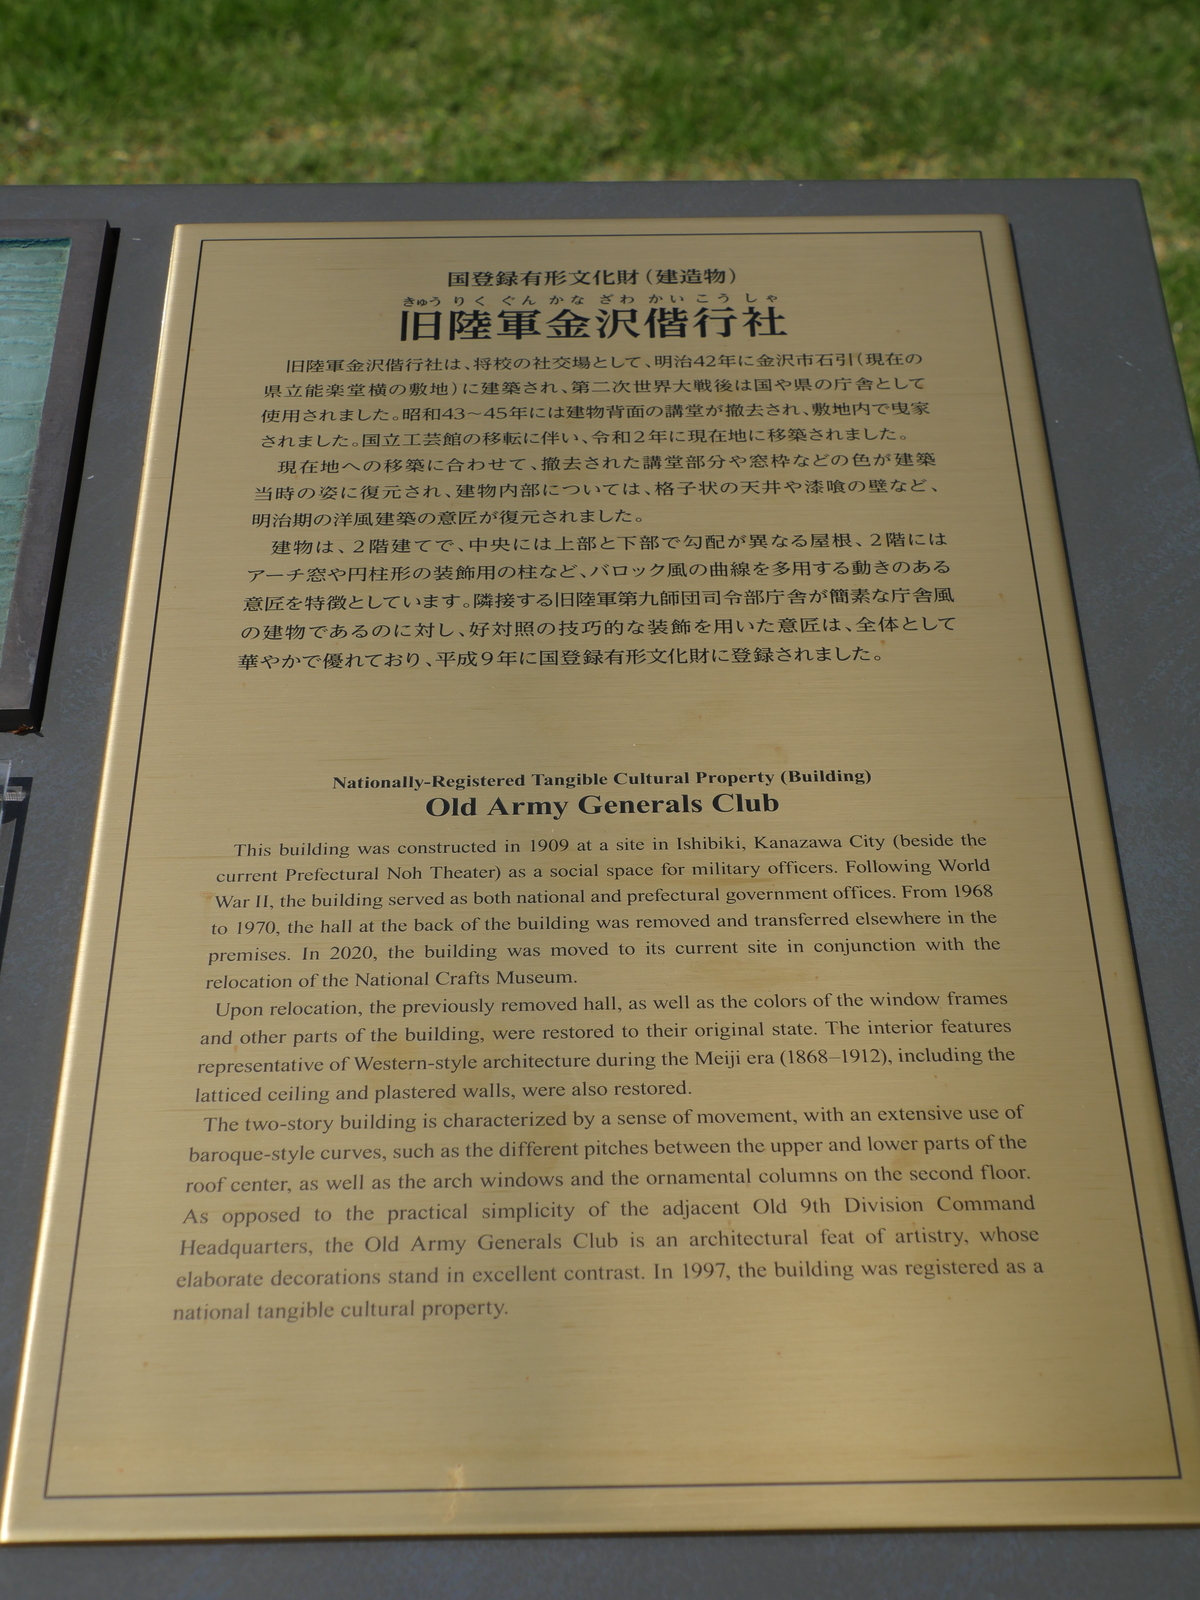 国登録有形文化財（建造物）
きゅう りく ぐん かな ざわ かい こう しゃ
旧陸軍金沢偕行社
旧陸軍金沢偕行社は、将校の社交場として、明治42年に金沢市石引（現在の
県立能楽堂横の敷地）に建築され、第二次世界大戦後は国や県の庁舎として
使用されました。昭和43〜45年には建物背面の講堂が撤去され、敷地内で曳家
されました。国立工芸館の移転に伴い、令和２年に現在地に移築されました。
現在地への移築に合わせて、撤去された講堂部分や窓枠などの色が建築
当時の姿に復元され、建物内部については、格子状の天井や漆喰の壁など、
明治期の洋風建築の意匠が復元されました。
建物は、２階建てで、中央には上部と下部で勾配が異なる屋根、２階には
アーチ窓や円柱形の装飾用の柱など、バロック風の曲線を多用する動きのある
意匠を特徴としています。隣接する旧陸軍第九師団司令部庁舎が簡素な庁舎風
の建物であるのに対し、好対照の技巧的な装飾を用いた意匠は、全体として
華やかで優れており、平成９年に国登録有形文化財に登録されました。
Nationally-Registered Tangible Cultural Property (Building)
Old Army Generals Club
This building was constructed in 1909 at a site in Ishibiki, Kanazawa City (beside the
current Prefectural Noh Theater) as a social space for military officers. Following World
War II, the building served as both national and prefectural government offices. From 1968
to 1970, the hall at the back of the building was removed and transferred elsewhere in the
premises. In 2020, the building was moved to its current site in conjunction with the
relocation of the National Crafts Museum.
Upon relocation, the previously removed hall, as well as the colors of the window frames
and other parts of the building, were restored to their original state. The interior features
representative of Western-style architecture during the Meiji era (1868–1912), including the
latticed ceiling and plastered walls, were also restored.
The two-story building is characterized by a sense of movement, with an extensive use of
baroque-style curves, such as the different pitches between the upper and lower parts of the
roof center, as well as the arch windows and the ornamental columns on the second floor.
As opposed to the practical simplicity of the adjacent Old 9th Division Command
Headquarters, the Old Army Generals Club is an architectural feat of artistry, whose
elaborate decorations stand in excellent contrast. In 1997, the building was registered as a
national tangible cultural property.